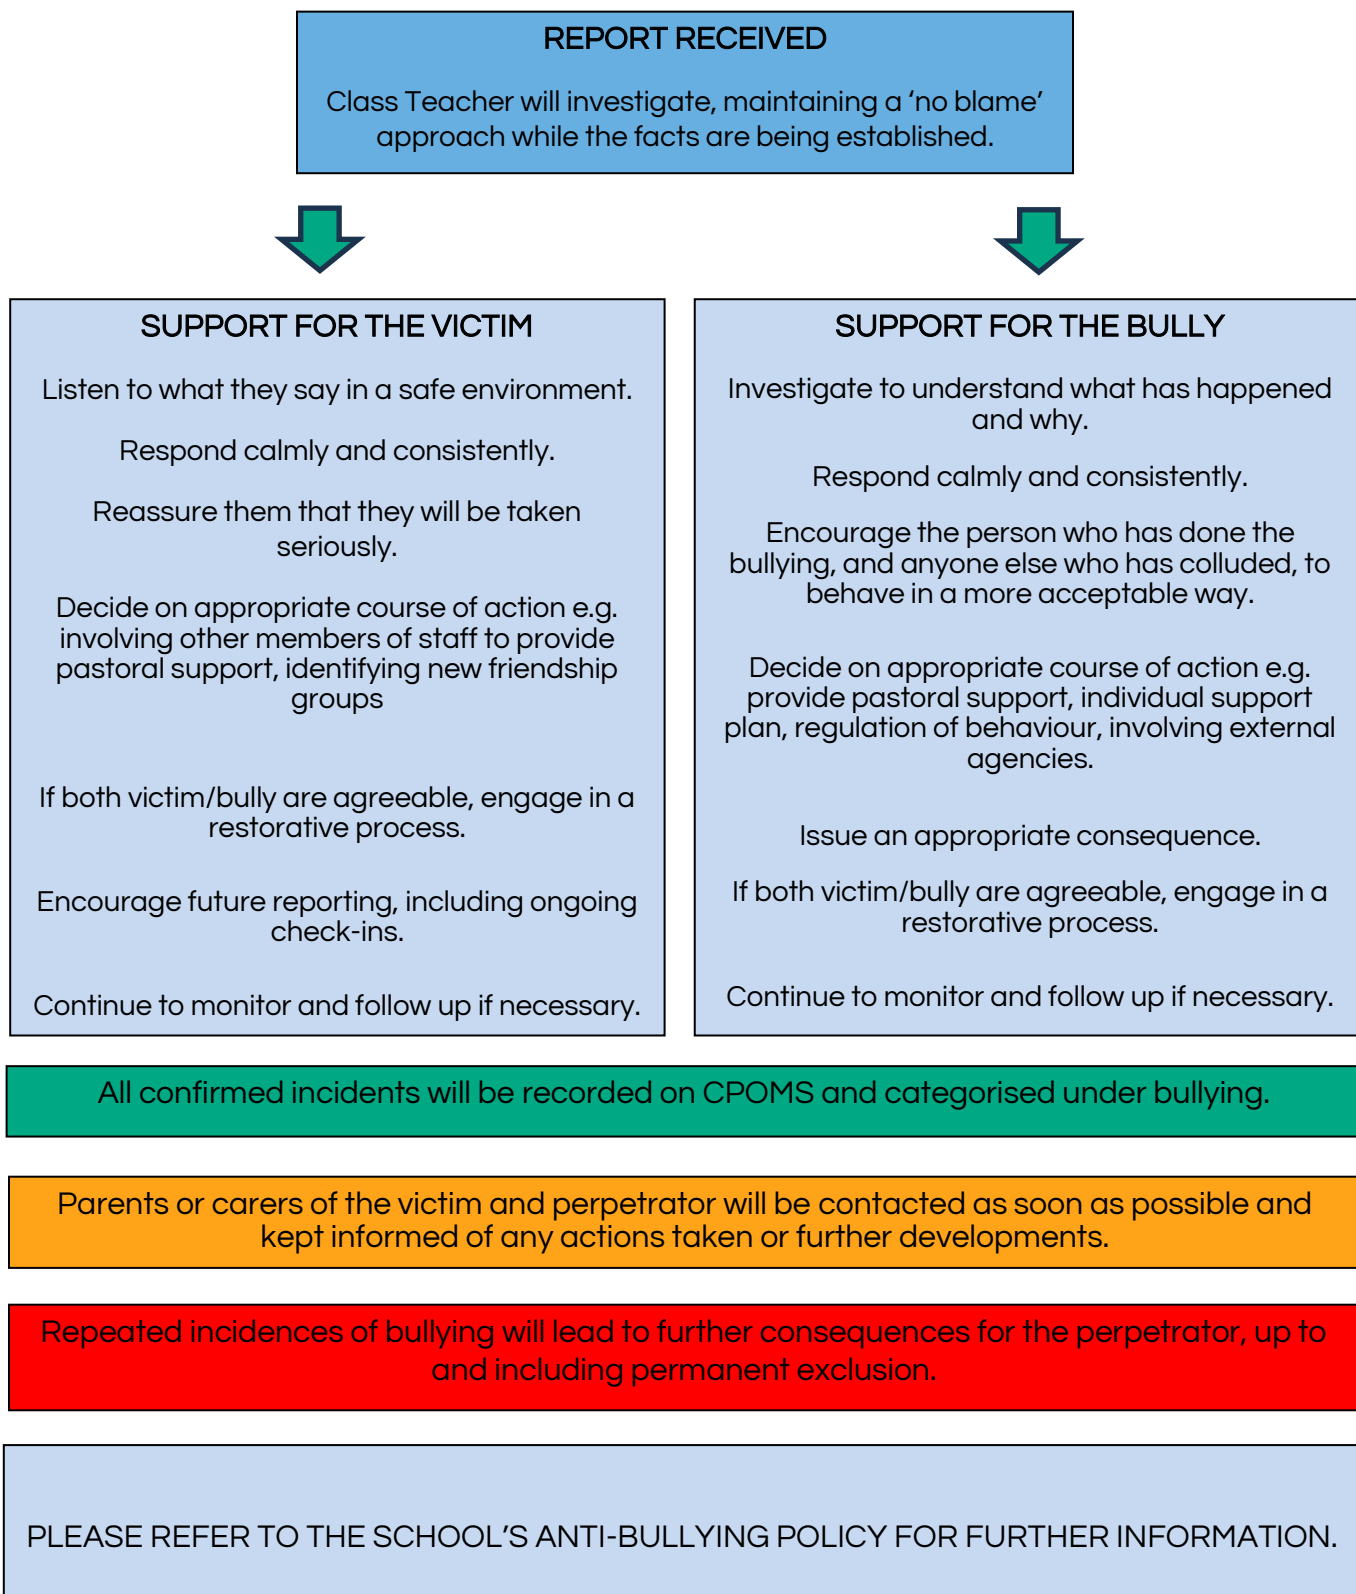 REPORT RECEIVED
Class Teacher will investigate, maintaining a ‘no blame’
approach while the facts are being established.
SUPPORT FOR THE VICTIM
Listen to what they say in a safe environment.
Respond calmly and consistently.
Reassure them that they will be taken
seriously.
Decide on appropriate course of action e.g.
involving other members of staff to provide
pastoral support, identifying new friendship
groups
If both victim/bully are agreeable, engage in a
restorative process.
Encourage future reporting, including ongoing
check-ins.
Continue to monitor and follow up if necessary.
SUPPORT FOR THE BULLY
Investigate to understand what has happened
and why.
Respond calmly and consistently.
Encourage the person who has done the
bullying, and anyone else who has colluded, to
behave in a more acceptable way.
Decide on appropriate course of action e.g.
provide pastoral support, individual support
plan, regulation of behaviour, involving external
agencies.
Issue an appropriate consequence.
If both victim/bully are agreeable, engage in a
restorative process.
Continue to monitor and follow up if necessary.
All confirmed incidents will be recorded on CPOMS and categorised under bullying.
Parents or carers of the victim and perpetrator will be contacted as soon as possible and
kept informed of any actions taken or further developments.
Repeated incidences of bullying will lead to further consequences for the perpetrator, up to
and including permanent exclusion.
PLEASE REFER TO THE SCHOOL’S ANTI-BULLYING POLICY FOR FURTHER INFORMATION.